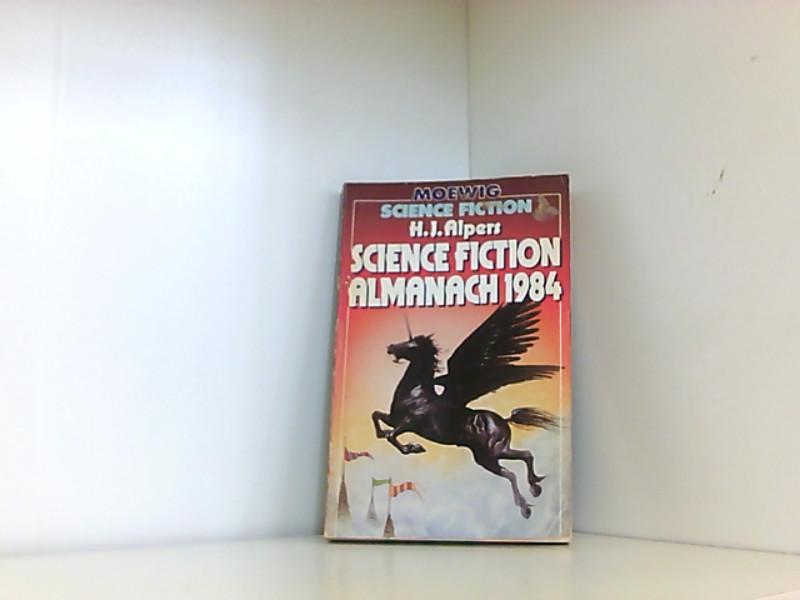 MOEWIG
SCIENCE FICTION
H.J. Alpers
SCIENCE FICTION
ALMANACH 1984